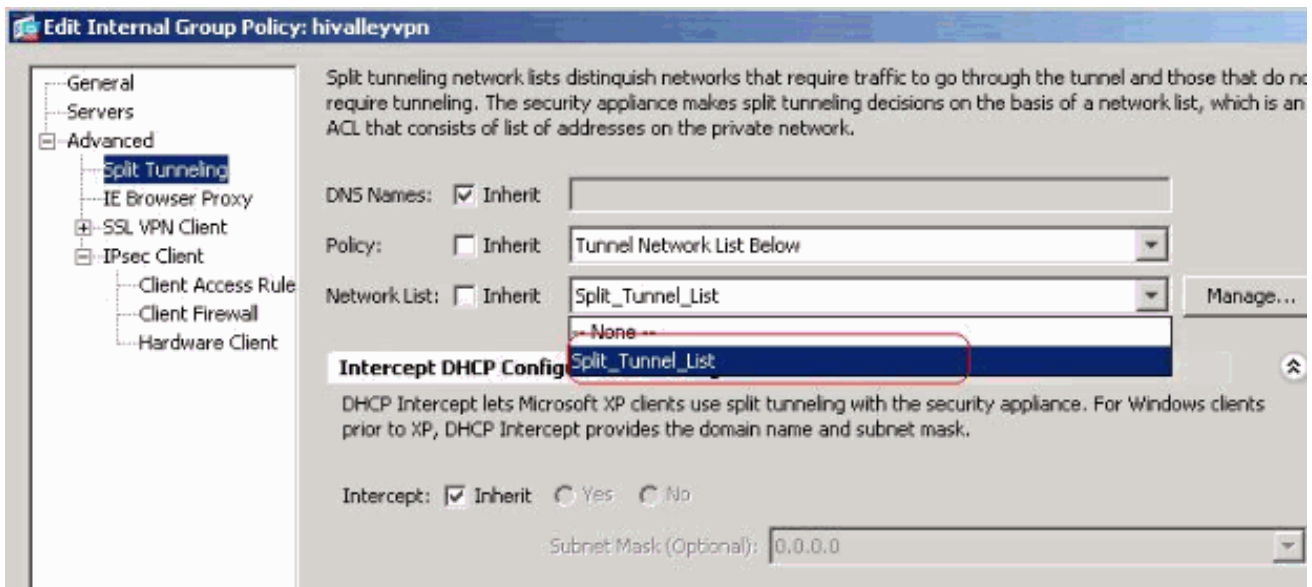 Edit Internal Group Policy: hivalleyvpn
General
Servers
Advanced
Split Tunneling
IE Browser Proxy
SSL VPN Client
IPsec Client
Client Access Rule
Client Firewall
Hardware Client
Split tunneling network lists distinquish networks that require traffic to go through the tunnel and those that do no
require tunneling. The security appliance makes split tunneling decisions on the basis of a network list, which is an
ACL that consists of list of addresses on the private network.
DNS Names: Inherit
Policy: Inherit Tunnel Network List Below
Network List: Inherit Split_Tunnel_List Manage...
-- None --
Split_Tunnel_List
Intercept DHCP Config
DHCP Intercept lets Microsoft XP clients use split tunneling with the security appliance. For Windows clients
prior to XP, DHCP Intercept provides the domain name and subnet mask.
Intercept: Inherit Yes No
Subnet Mask (Optional): 0.0.0.0